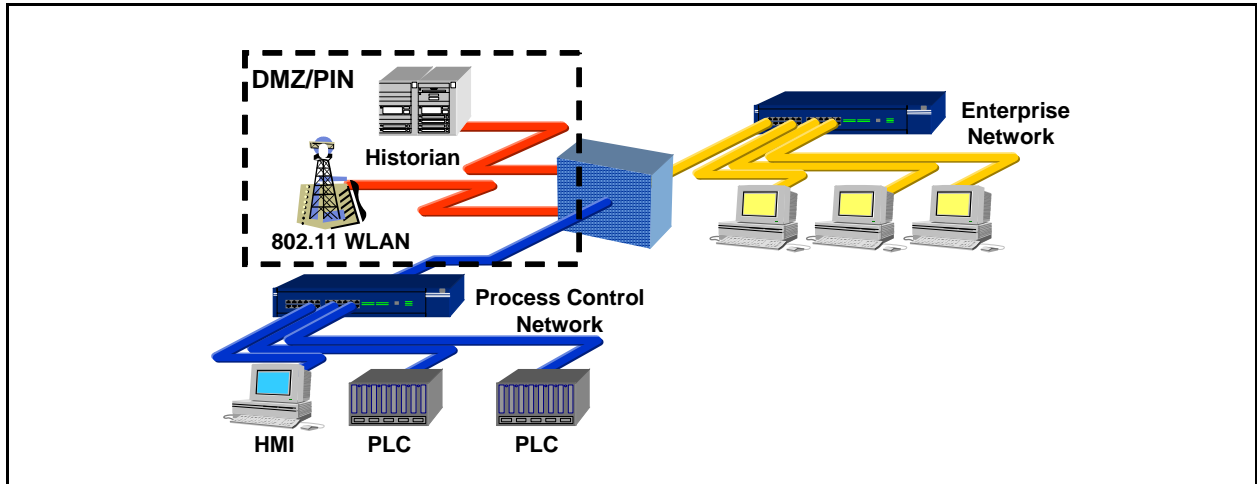 DMZ/PIN
Historian
802.11 WLAN
Enterprise
Network
Process Control
Network
HMI
PLC
PLC